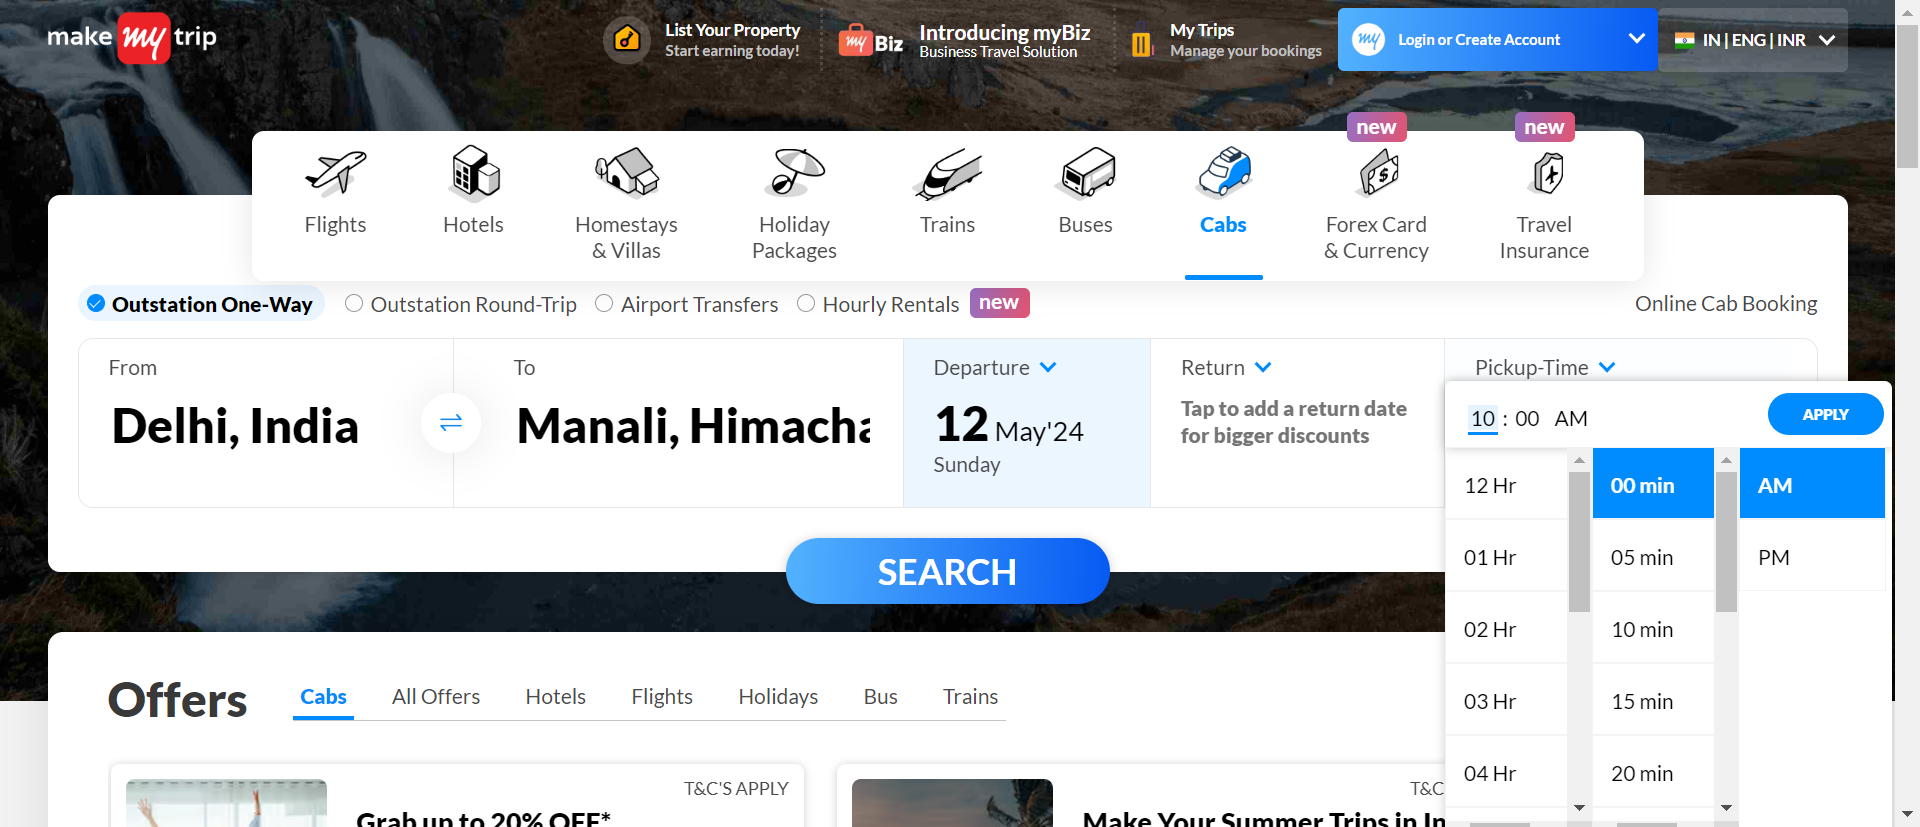 make my trip
List Your Property
Start earning today!
my Biz
Introducing myBiz
Business Travel Solution
My Trips
Manage your bookings
my
Login or Create Account
IN | ENG | INR
new
new
Flights
Hotels
Homestays
& Villas
Holiday
Packages
Trains
Buses
Cabs
Forex Card
& Currency
Travel
Insurance
Outstation One-Way
Outstation Round-Trip
Airport Transfers
Hourly Rentals
new
Online Cab Booking
From
Delhi, India
To
Manali, Himacha
Departure
12 May'24
Sunday
Return
Tap to add a return date
for bigger discounts
Pickup-Time
10 : 00 AM
APPLY
12 Hr
00 min
AM
01 Hr
05 min
PM
02 Hr
10 min
03 Hr
15 min
04 Hr
20 min
SEARCH
Offers
Cabs
All Offers
Hotels
Flights
Holidays
Bus
Trains
T&C'S APPLY
Grab up to 20% OFF*
T&C
Make Your Summer Trips in In